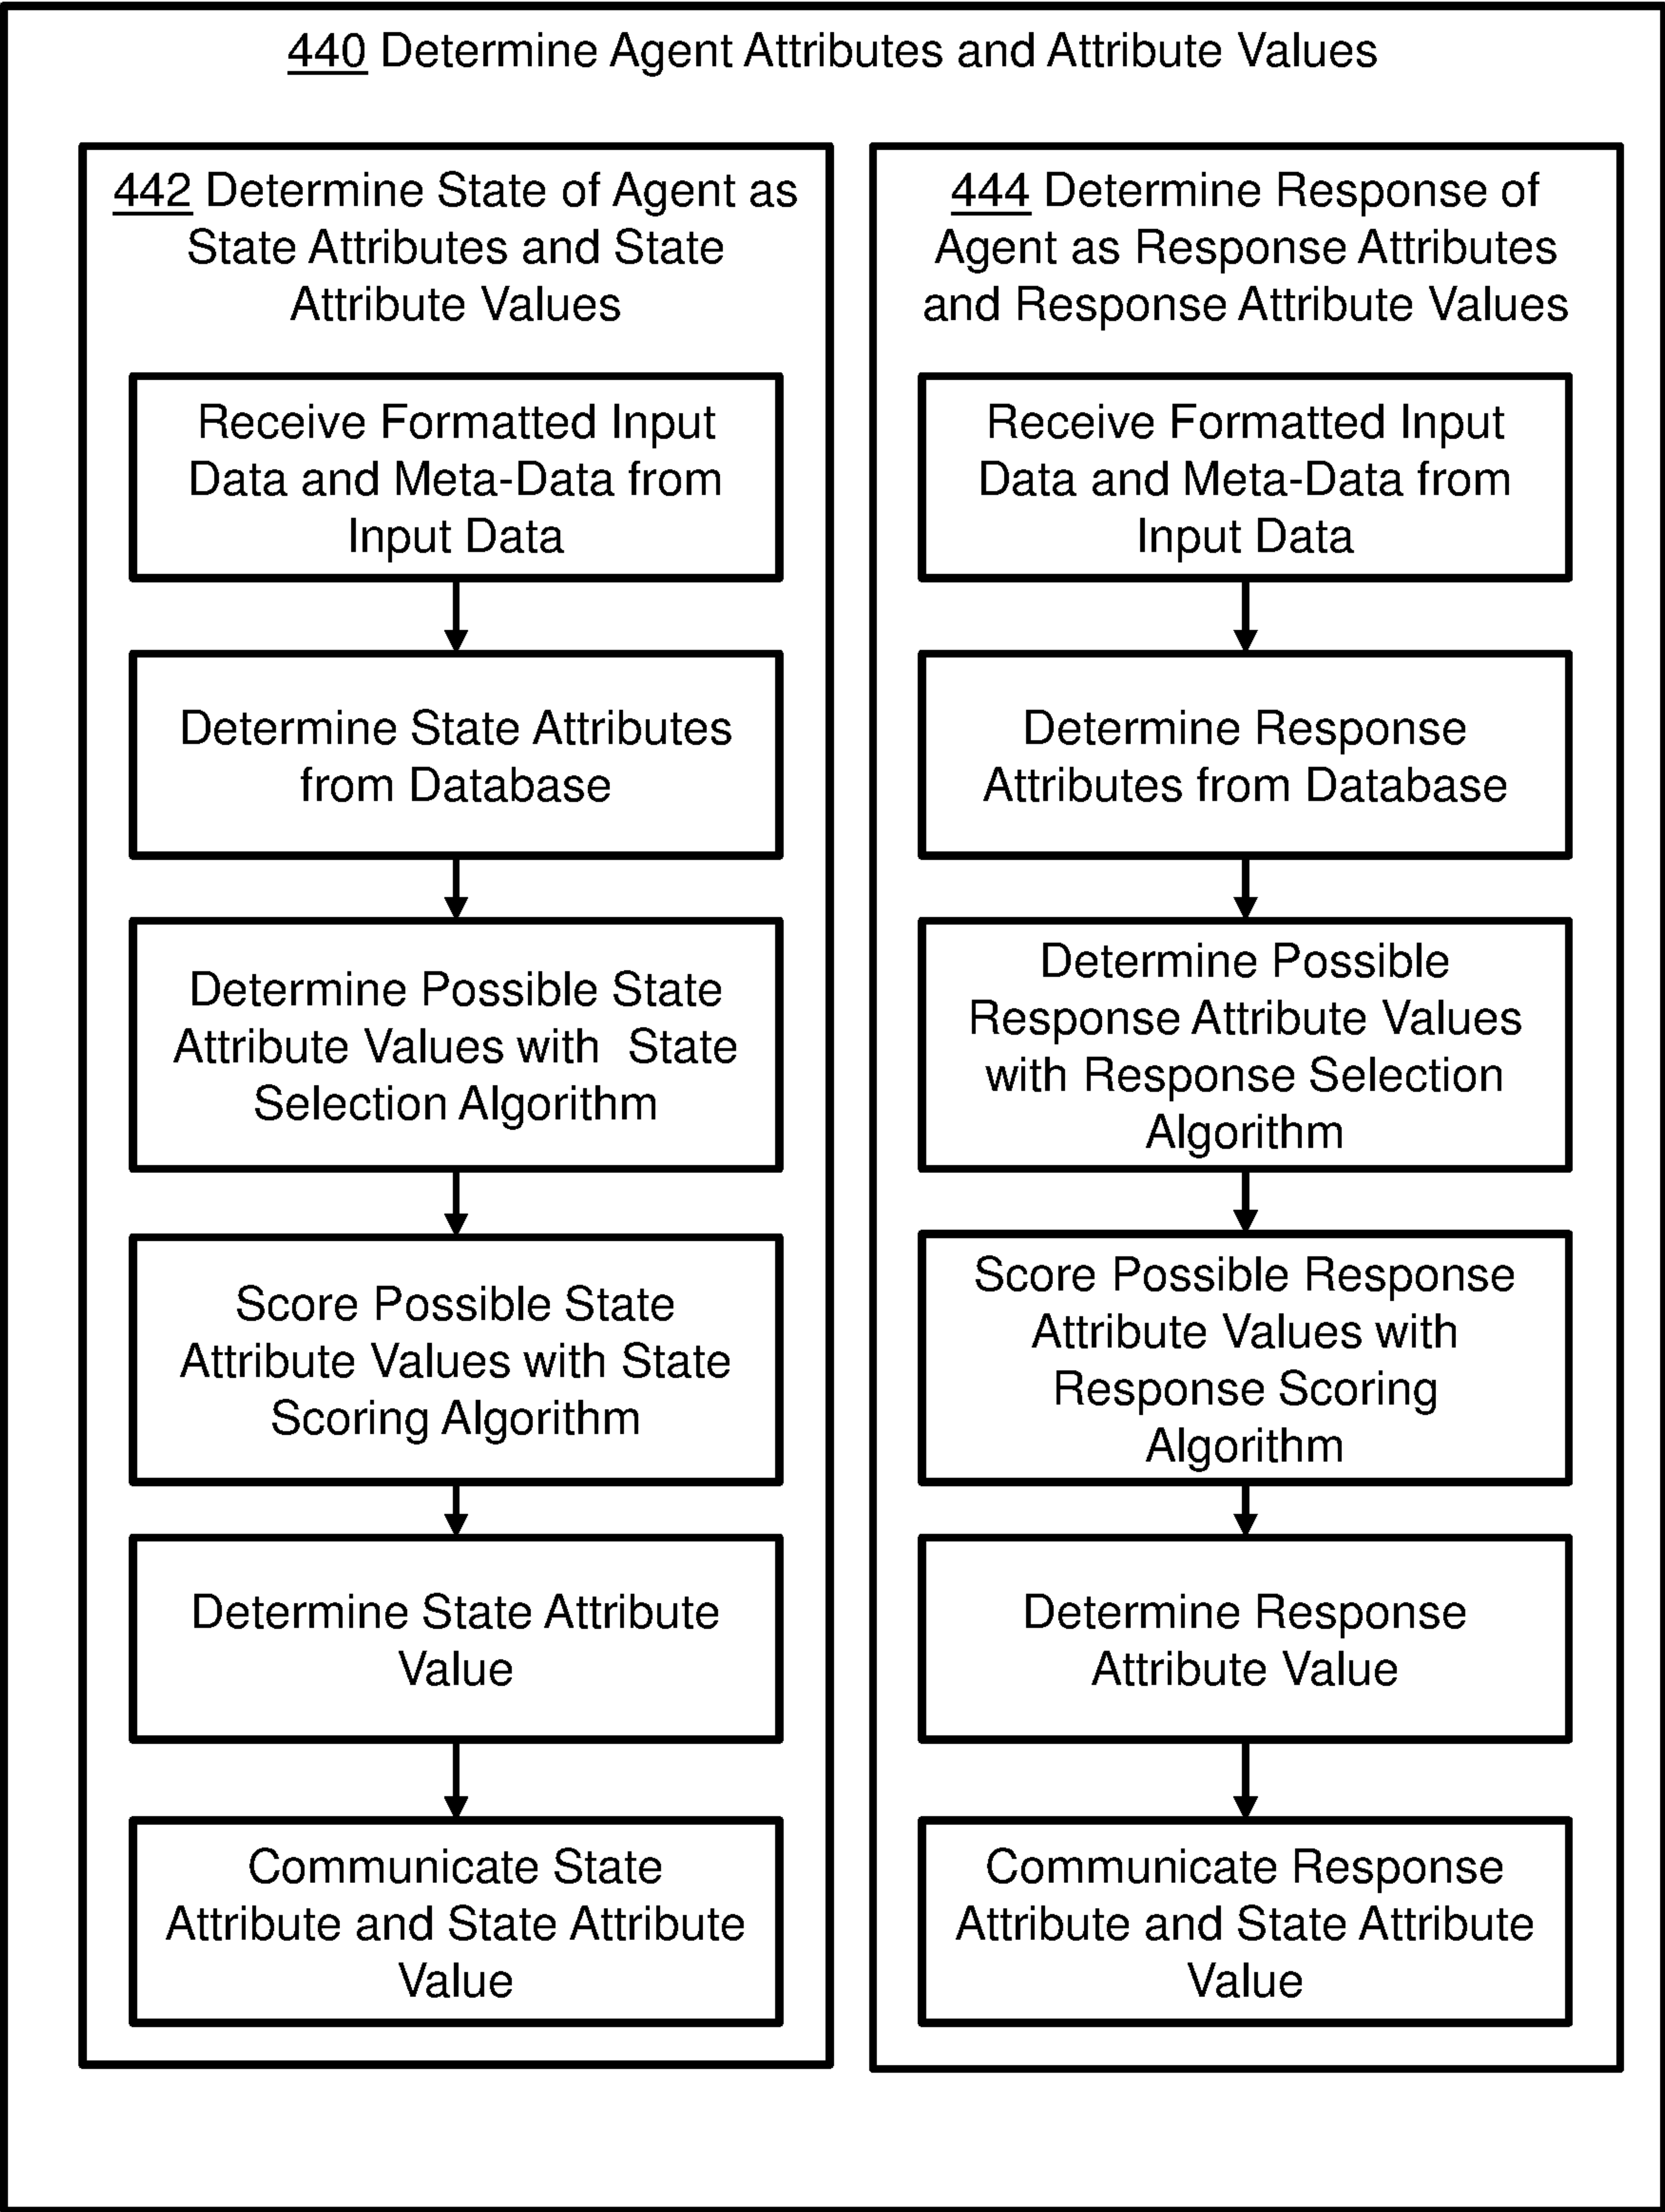 440 Determine Agent Attributes and Attribute Values
442 Determine State of Agent as
State Attributes and State
Attribute Values
Receive Formatted Input
Data and Meta-Data from
Input Data
Determine State Attributes
from Database
Determine Possible State
Attribute Values with State
Selection Algorithm
Score Possible State
Attribute Values with State
Scoring Algorithm
Determine State Attribute
Value
Communicate State
Attribute and State Attribute
Value
444 Determine Response of
Agent as Response Attributes
and Response Attribute Values
Receive Formatted Input
Data and Meta-Data from
Input Data
Determine Response
Attributes from Database
Determine Possible
Response Attribute Values
with Response Selection
Algorithm
Score Possible Response
Attribute Values with
Response Scoring
Algorithm
Determine Response
Attribute Value
Communicate Response
Attribute and State Attribute
Value